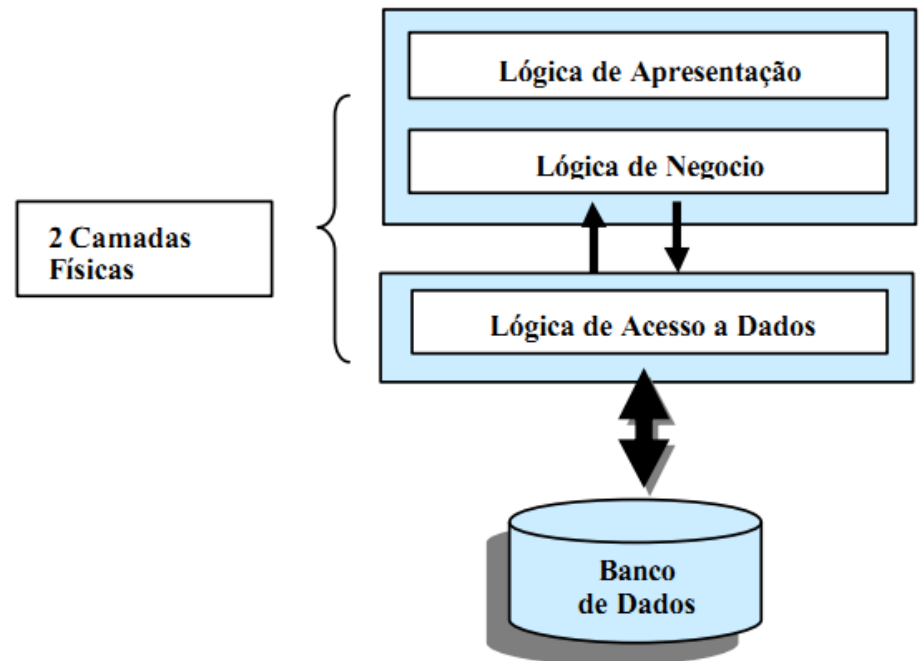 Lógica de Apresentação
Lógica de Negocio
2 Camadas
Físicas
Lógica de Acesso a Dados
Banco
de Dados